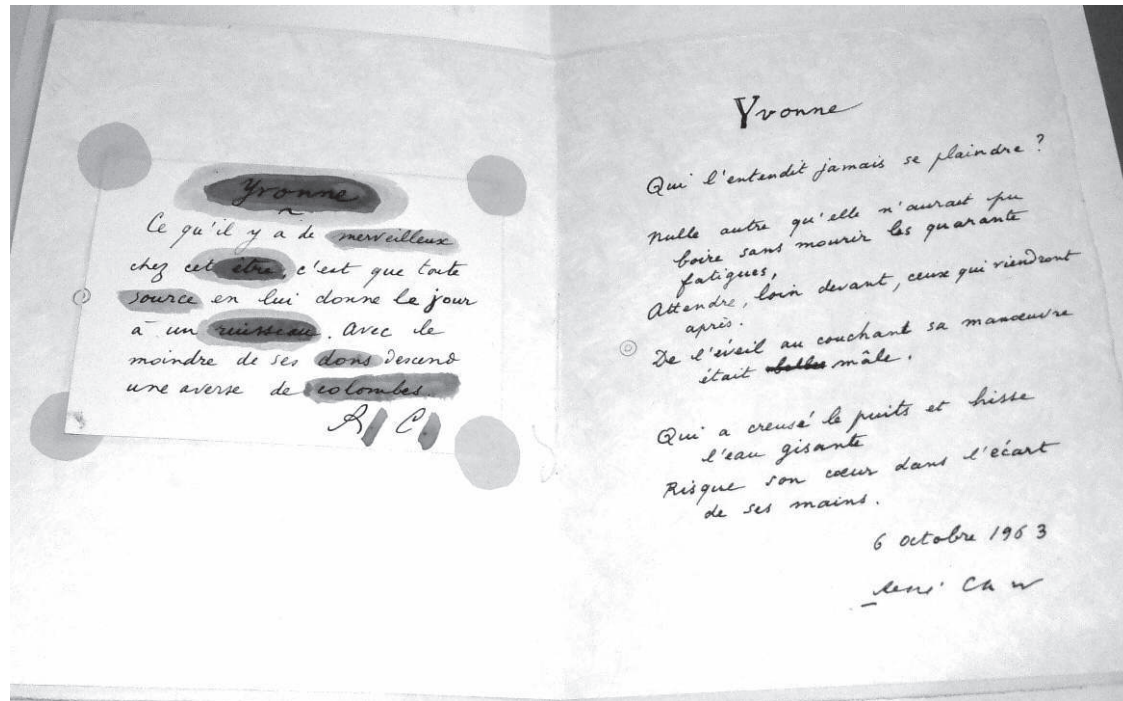 Yvonne
Ce qu'il y a de merveilleux
chez cet être, c'est que toute
source en lui donne le jour
à un ruisseau. Avec le
moindre de ses dons descend
une averse de colombes.
R. C.
Yvonne
Qui l'entendit jamais se plaindre ?
Nulle autre qu'elle n'aurait pu
boire sans mourir les quarante
fatigues,
Attendre, loin devant, ceux qui viendront
après.
De l'éveil au couchant sa manœuvre
était mâle.
Qui a creusé le puits et hisse
l'eau gisante
Risque son cœur dans l'écart
de ses mains.
6 octobre 1963
René Char